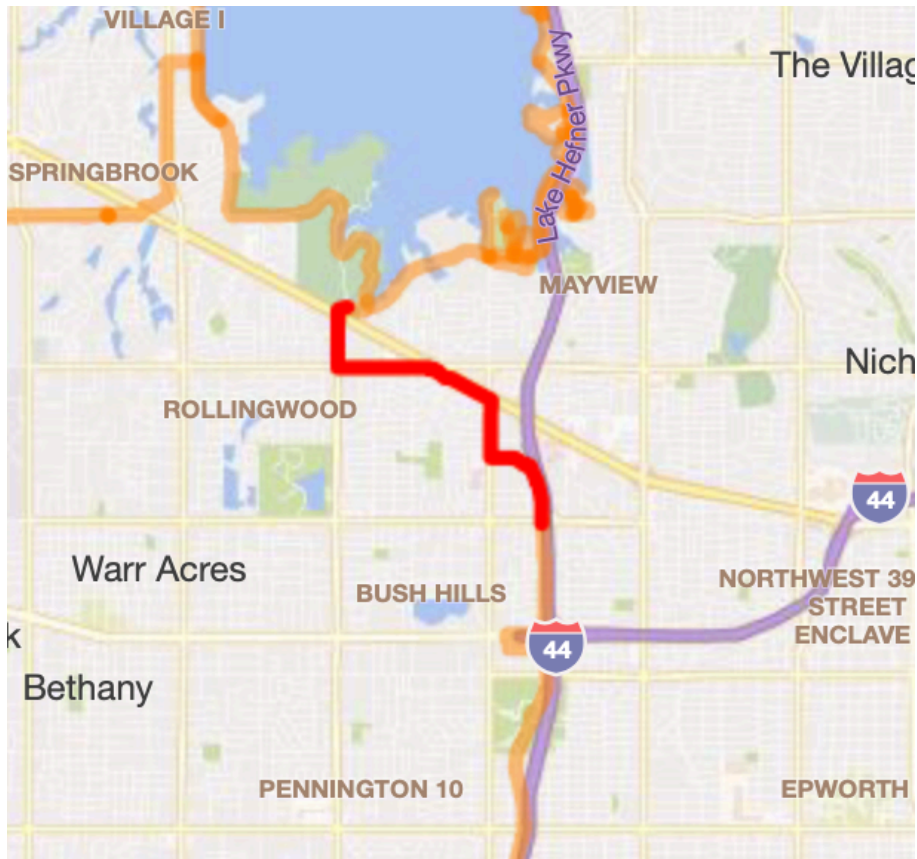 VILLAGE I
The Villag
Lake Hefner Pkwy
SPRINGBROOK
MAYVIEW
Nich
ROLLINGWOOD
44
Warr Acres
BUSH HILLS
NORTHWEST 39
STREET
ENCLAVE
k
44
Bethany
PENNINGTON 10
EPWORTH